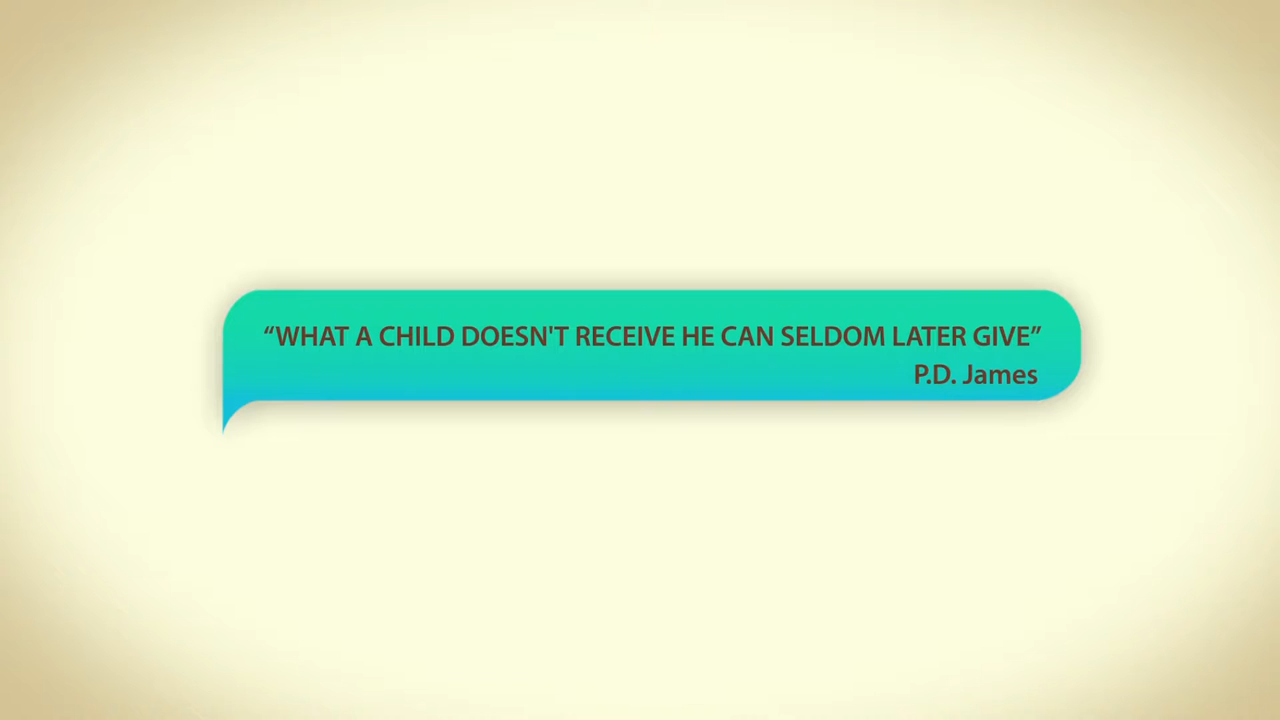 “WHAT A CHILD DOESN'T RECEIVE HE CAN SELDOM LATER GIVE”
P.D. James